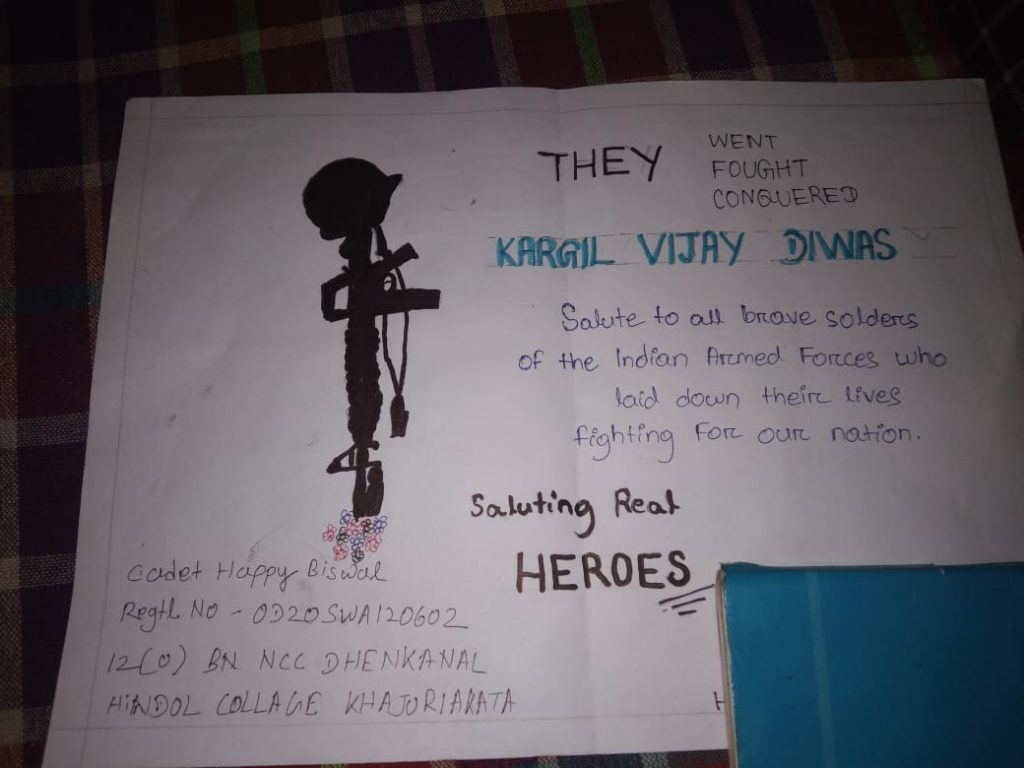 THEY WENT
FOUGHT
CONQUERED
KARGIL VIJAY DIWAS
Salute to all brave solders
of the Indian Armed Forces who
laid down their lives
fighting For our nation.
Saluting Real
HEROES
Cadet Happy Biswal
Regtl No - OD20SWA120602
12(O) BN NCC DHENKANAL
HINDOL COLLAGE KHAJURIAKATA